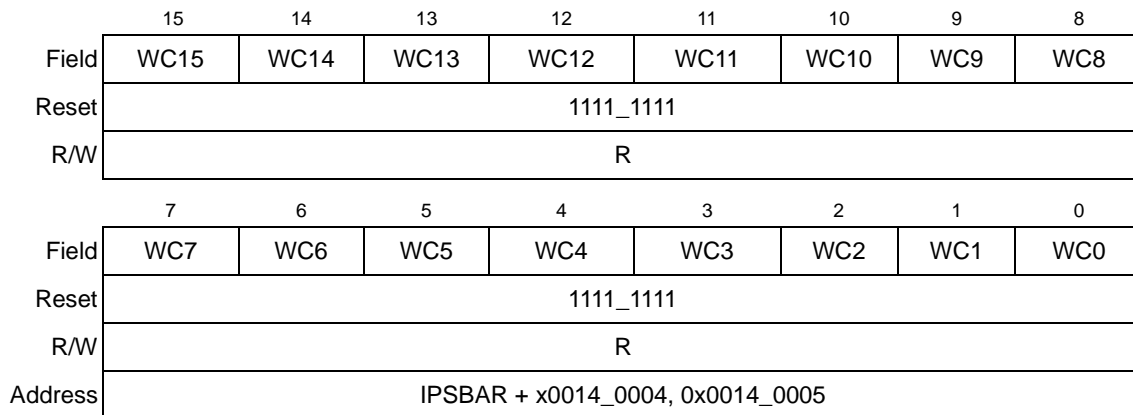 15 14 13 12 11 10 9 8
Field WC15 WC14 WC13 WC12 WC11 WC10 WC9 WC8
Reset 1111_1111
R/W R
7 6 5 4 3 2 1 0
Field WC7 WC6 WC5 WC4 WC3 WC2 WC1 WC0
Reset 1111_1111
R/W R
Address IPSBAR + x0014_0004, 0x0014_0005